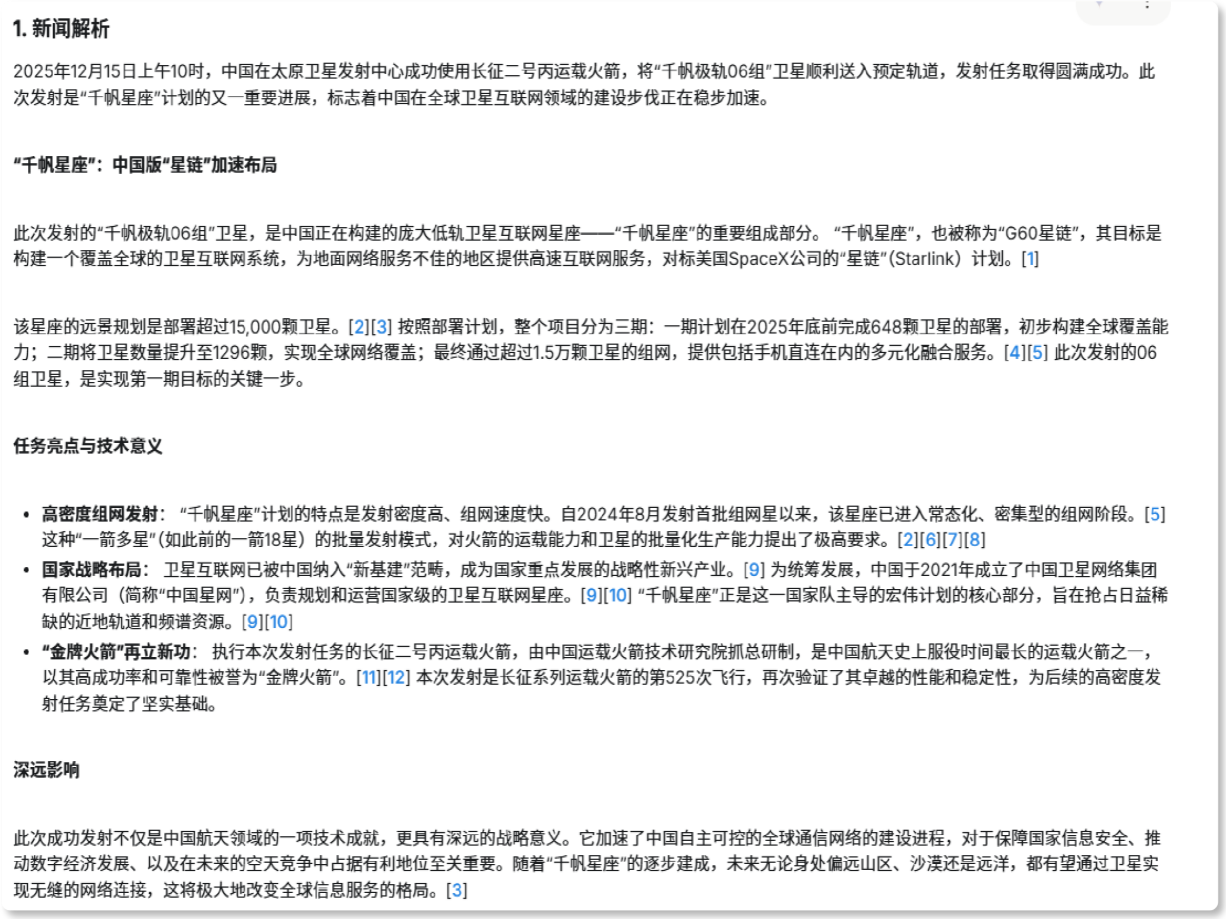 1. 新闻解析
2025年12月15日上午10时，中国在太原卫星发射中心成功使用长征二号丙运载火箭，将“千帆极轨06组”卫星顺利送入预定轨道，发射任务取得圆满成功。此
次发射是“千帆星座”计划的又一重要进展，标志着中国在全球卫星互联网领域的建设步伐正在稳步加速。
“千帆星座”：中国版“星链”加速布局
此次发射的“千帆极轨06组”卫星，是中国正在构建的庞大低轨卫星互联网星座——“千帆星座”的重要组成部分。 “千帆星座”，也被称为“G60星链”，其目标是
构建一个覆盖全球的卫星互联网系统，为地面网络服务不佳的地区提供高速互联网服务，对标美国SpaceX公司的“星链”（Starlink）计划。[1]
该星座的远景规划是部署超过15,000颗卫星。[2][3] 按照部署计划，整个项目分为三期：一期计划在2025年底前完成648颗卫星的部署，初步构建全球覆盖能
力；二期将卫星数量提升至1296颗，实现全球网络覆盖；最终通过超过1.5万颗卫星的组网，提供包括手机直连在内的多元化融合服务。[4][5] 此次发射的06
组卫星，是实现第一期目标的关键一步。
任务亮点与技术意义
• 高密度组网发射： “千帆星座”计划的特点是发射密度高、组网速度快。自2024年8月发射首批组网星以来，该星座已进入常态化、密集型的组网阶段。[5]
这种“一箭多星”（如此前的一箭18星）的批量发射模式，对火箭的运载能力和卫星的批量化生产能力提出了极高要求。[2][6][7][8]
• 国家战略布局： 卫星互联网已被中国纳入“新基建”范畴，成为国家重点发展的战略性新兴产业。[9] 为统筹发展，中国于2021年成立了中国卫星网络集团
有限公司（简称“中国星网”），负责规划和运营国家级的卫星互联网星座。[9][10] “千帆星座”正是这一国家队主导的宏伟计划的核心部分，旨在抢占日益稀
缺的近地轨道和频谱资源。[9][10]
• “金牌火箭”再立新功： 执行本次发射任务的长征二号丙运载火箭，由中国运载火箭技术研究院抓总研制，是中国航天史上服役时间最长的运载火箭之一，
以其高成功率和可靠性被誉为“金牌火箭”。[11][12] 本次发射是长征系列运载火箭的第525次飞行，再次验证了其卓越的性能和稳定性，为后续的高密度发
射任务奠定了坚实基础。
深远影响
此次成功发射不仅是中国航天领域的一项技术成就，更具有深远的战略意义。它加速了中国自主可控的全球通信网络的建设进程，对于保障国家信息安全、推
动数字经济发展、以及在未来的空天竞争中占据有利地位至关重要。随着“千帆星座”的逐步建成，未来无论身处偏远山区、沙漠还是远洋，都有望通过卫星实
现无缝的网络连接，这将极大地改变全球信息服务的格局。[3]